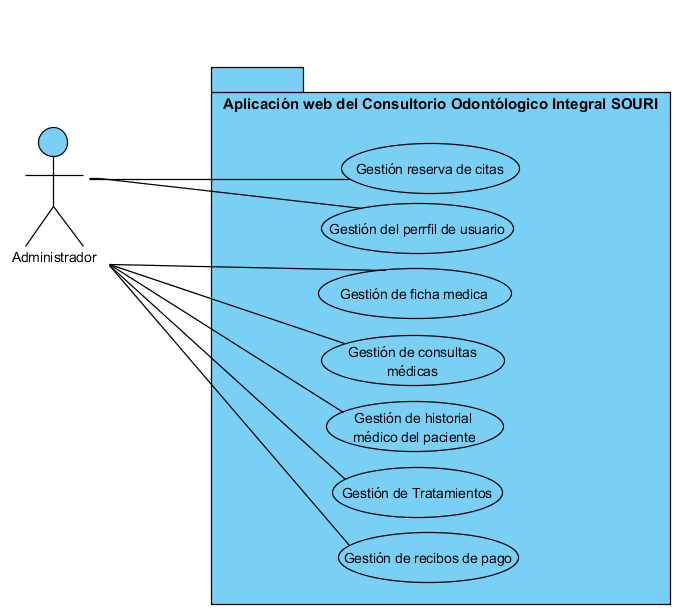 Aplicación web del Consultorio Odontólogico Integral SOURI
Gestión reserva de citas
Gestión del perrfil de usuario
Administrador
Gestión de ficha medica
Gestión de consultas
médicas
Gestión de historial
médico del paciente
Gestión de Tratamientos
Gestión de recibos de pago